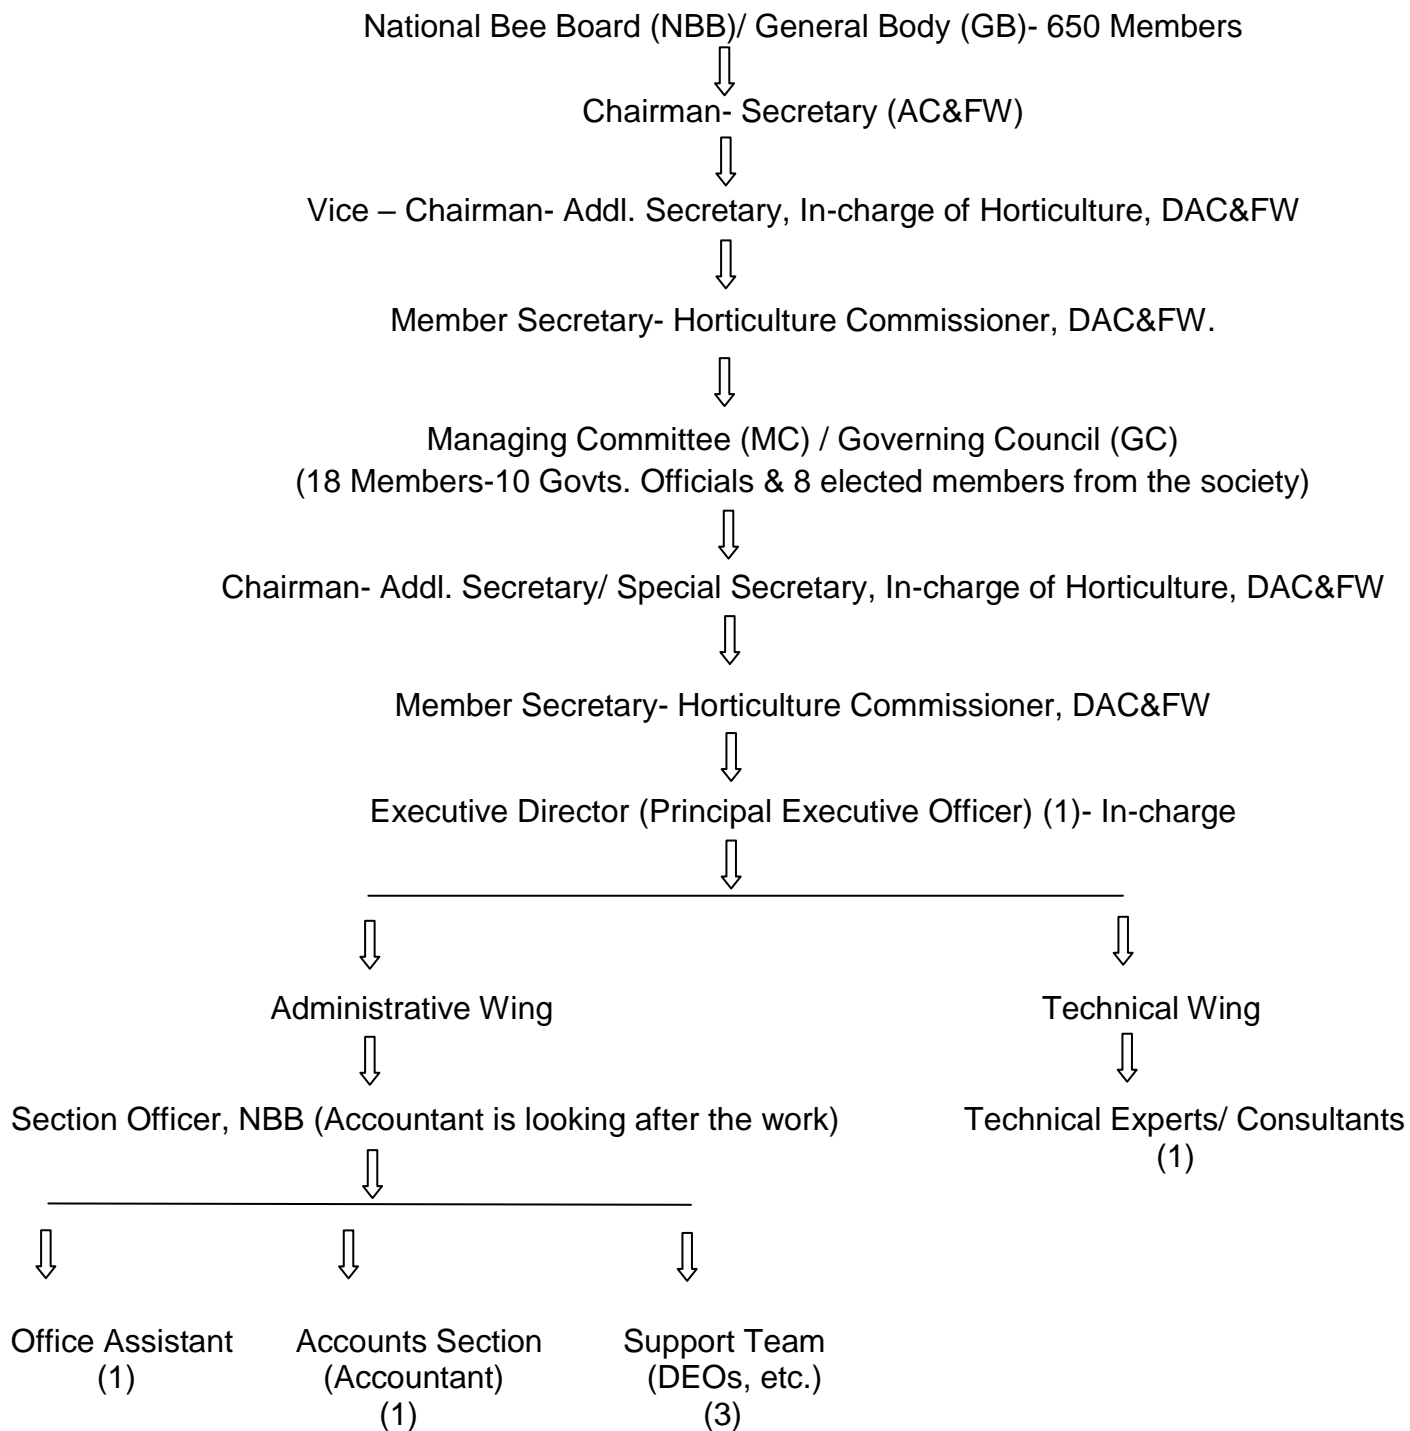 National Bee Board (NBB)/ General Body (GB)- 650 Members
Chairman- Secretary (AC&FW)
Vice – Chairman- Addl. Secretary, In-charge of Horticulture, DAC&FW
Member Secretary- Horticulture Commissioner, DAC&FW.
Managing Committee (MC) / Governing Council (GC)
(18 Members-10 Govts. Officials & 8 elected members from the society)
Chairman- Addl. Secretary/ Special Secretary, In-charge of Horticulture, DAC&FW
Member Secretary- Horticulture Commissioner, DAC&FW
Executive Director (Principal Executive Officer) (1)- In-charge
Administrative Wing
Technical Wing
Section Officer, NBB (Accountant is looking after the work)
Technical Experts/ Consultants
(1)
Office Assistant
(1)
Accounts Section
(Accountant)
(1)
Support Team
(DEOs, etc.)
(3)